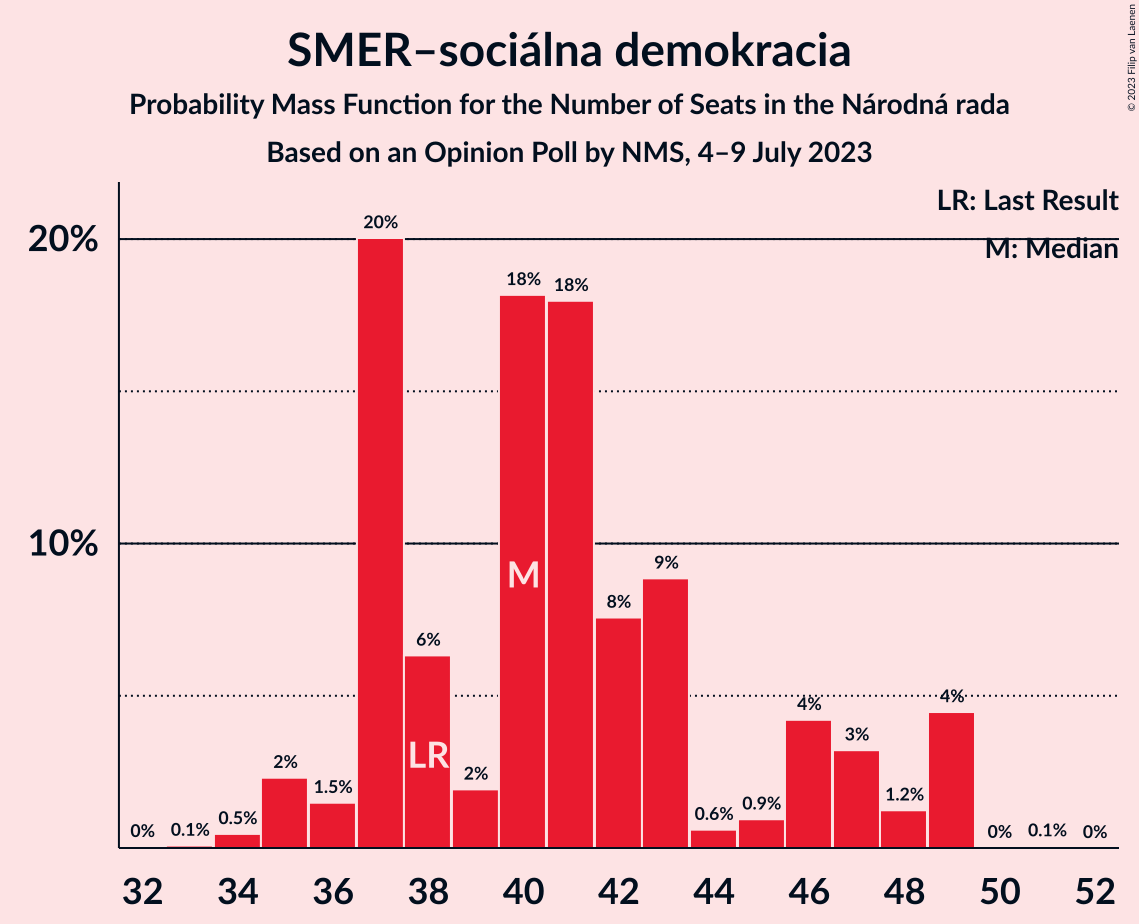 SMER–sociálna demokracia
Probability Mass Function for the Number of Seats in the Národná rada
Based on an Opinion Poll by NMS, 4–9 July 2023
© 2023 Filip van Laenen
LR: Last Result
M: Median
20%
10%
0%
0.1%
0.5%
2%
1.5%
20%
6%
2%
18%
18%
8%
9%
0.6%
0.9%
4%
3%
1.2%
4%
0%
0.1%
0%
LR
M
32 34 36 38 40 42 44 46 48 50 52